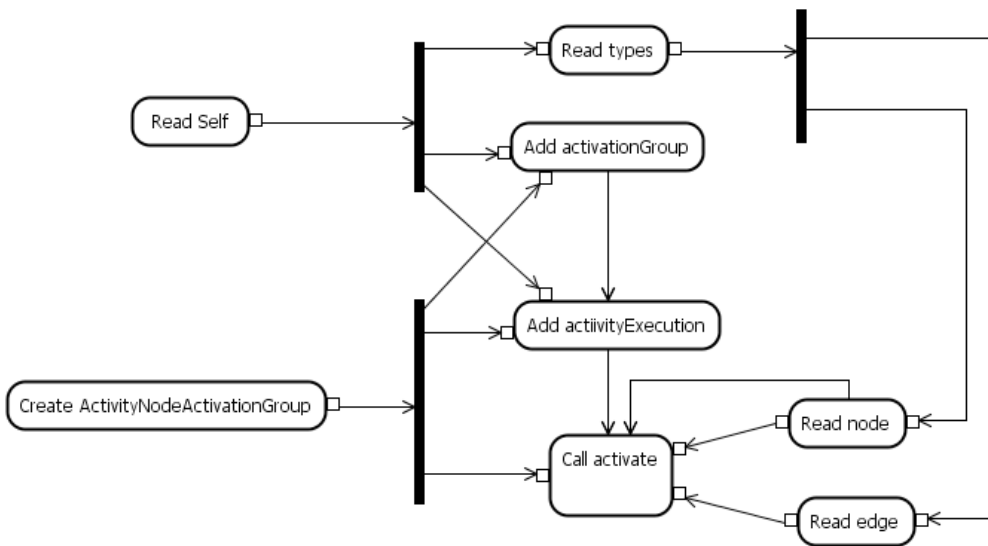 Read types
Read Self
Add activationGroup
Add actiivityExecution
Create ActivityNodeActivationGroup
Read node
Call activate
Read edge